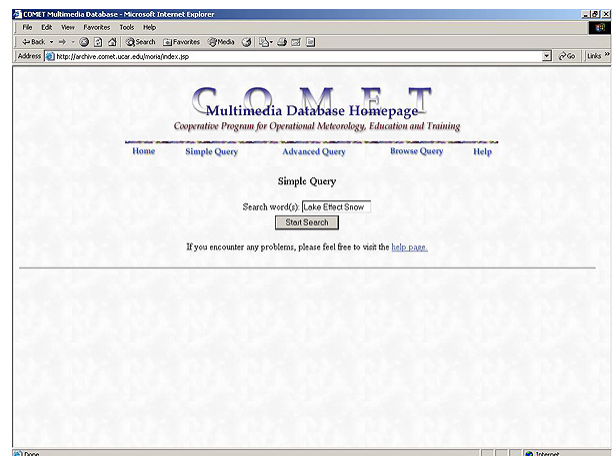 COMET Multimedia Database - Microsoft Internet Explorer
File Edit View Favorites Tools Help
Back Search Favorites Media
Address http://archive.comet.ucar.edu/moria/index.jsp Go Links »
COMET
Multimedia Database Homepage
Cooperative Program for Operational Meteorology, Education and Training
Home Simple Query Advanced Query Browse Query Help
Simple Query
Search word(s): Lake Effect Snow
Start Search
If you encounter any problems, please feel free to visit the help page.
Done Internet